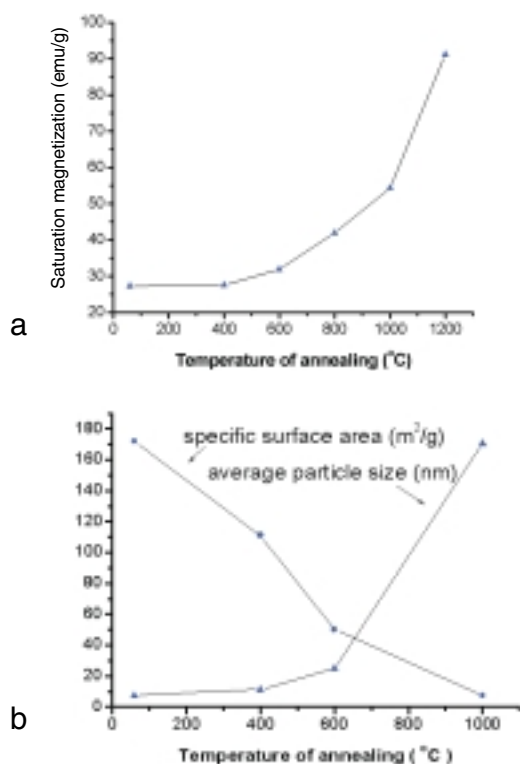 Saturation magnetization (emu/g)
100
90
80
70
60
50
40
30
20
0 200 400 600 800 1000 1200
Temperature of annealing (°C)
a
180
160
140
120
100
80
60
40
20
0
specific surface area (m²/g)
average particle size (nm)
0 200 400 600 800 1000
Temperature of annealing (°C)
b